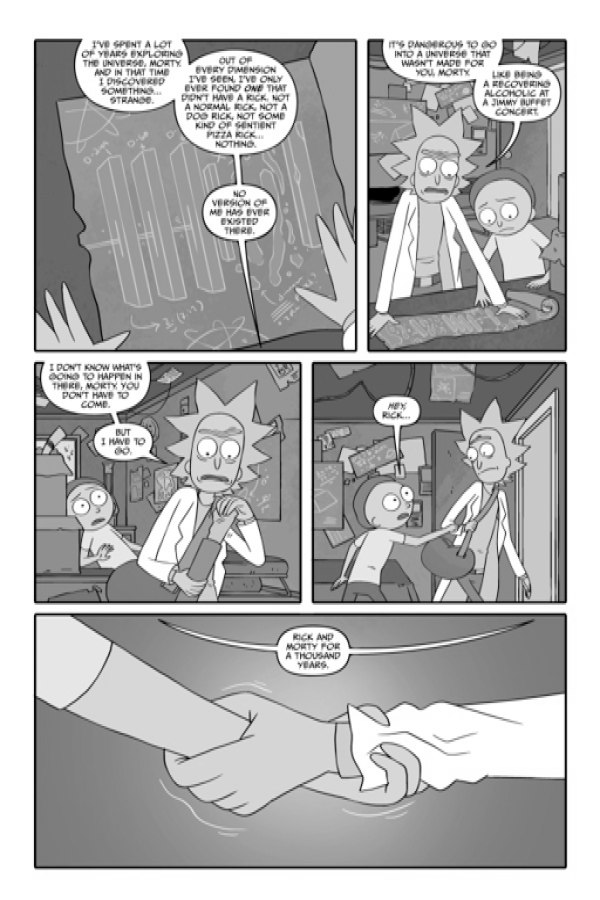 I'VE SPENT A LOT
OF YEARS EXPLORING
THE UNIVERSE, MORTY.
AND IN THAT TIME
I DISCOVERED
SOMETHING...
STRANGE.
OUT OF
EVERY DIMENSION
I'VE SEEN, I'VE ONLY
EVER FOUND ONE THAT
DIDN'T HAVE A RICK. NOT
A NORMAL RICK, NOT A
DOG RICK, NOT SOME
KIND OF SENTIENT
PIZZA RICK...
NOTHING.
NO
VERSION OF
ME HAS EVER
EXISTED
THERE.
IT'S DANGEROUS TO GO
INTO A UNIVERSE THAT
WASN'T MADE FOR
YOU, MORTY.
LIKE BEING
A RECOVERING
ALCOHOLIC AT
A JIMMY BUFFET
CONCERT.
I DON'T KNOW WHAT'S
GOING TO HAPPEN IN
THERE, MORTY. YOU
DON'T HAVE TO
COME.
BUT
I HAVE TO
GO.
HEY,
RICK...
RICK AND
MORTY FOR
A THOUSAND
YEARS.